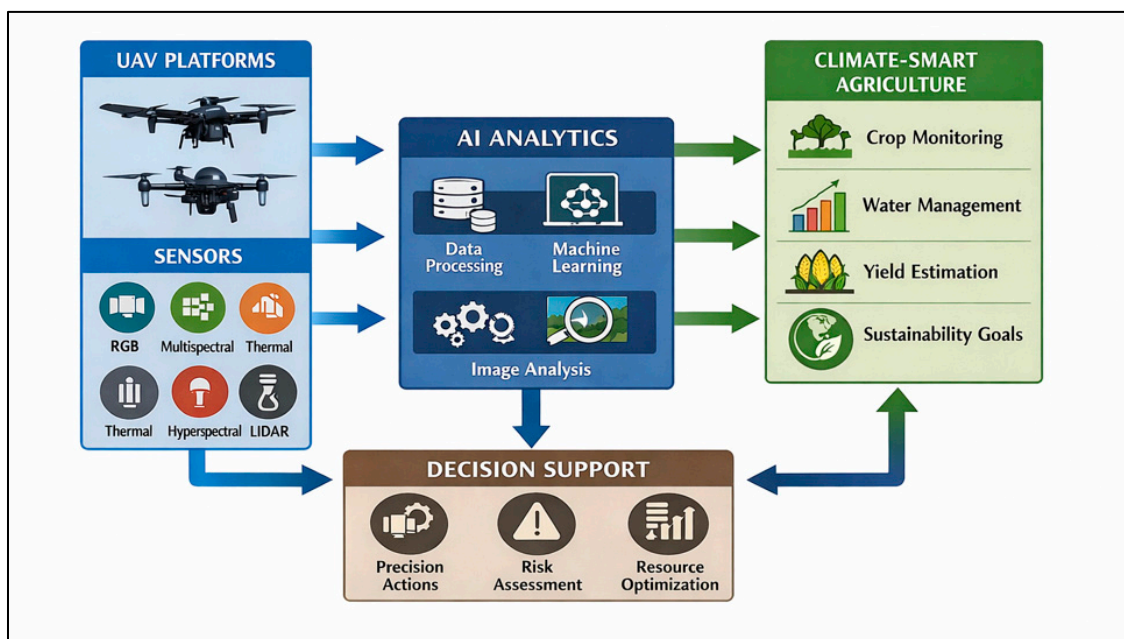 UAV PLATFORMS
SENSORS
RGB
Multispectral
Thermal
Thermal
Hyperspectral
LIDAR
AI ANALYTICS
Data
Processing
Machine
Learning
Image Analysis
CLIMATE-SMART
AGRICULTURE
Crop Monitoring
Water Management
Yield Estimation
Sustainability Goals
DECISION SUPPORT
Precision
Actions
Risk
Assessment
Resource
Optimization